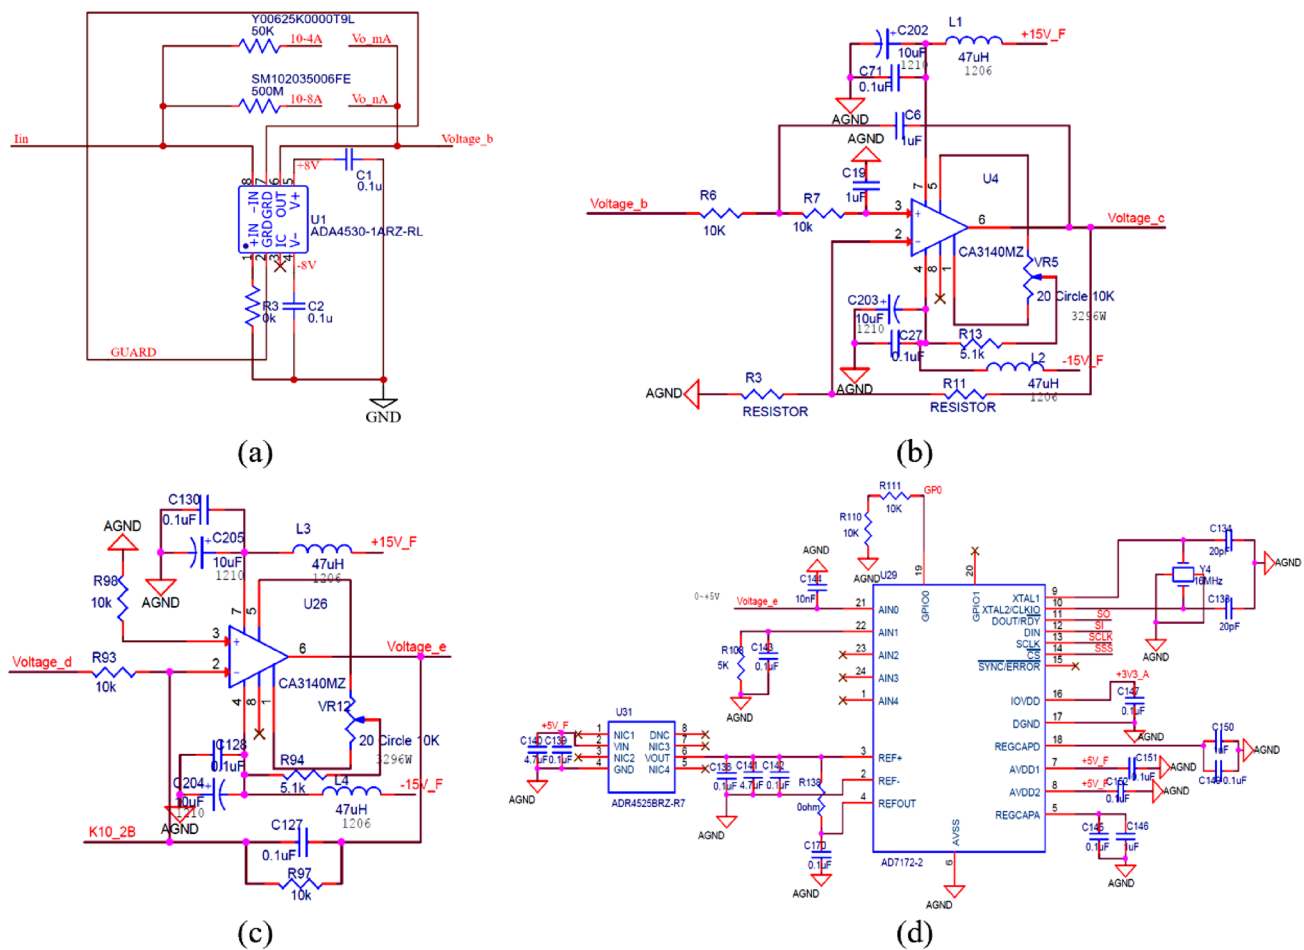 Y00625K0000T9L
50K
10-4A
Vo_mA
SM102035006FE
500M
10-8A
Vo_nA
Iin
Voltage_b
+8V
C1
0.1u
8
7
6
5
-IN
GRD
OUT
V+
U1
ADA4530-1ARZ-RL
+IN
GRD
IC
V-
1
2
3
4
-8V
R3
0k
C2
0.1u
GUARD
GND
(a)
C202
10uF
1210
L1
47uH
1206
+15V_F
C71
0.1uF
AGND
C6
1uF
AGND
C19
1uF
7
5
U4
Voltage_b
R6
10K
R7
10k
3
2
+
-
6
Voltage_c
CA3140MZ
4
8
1
VR5
20 Circle 10K
3296W
C203
10uF
1210
C27
0.1uF
R13
5.1k
AGND
L2
47uH
1206
-15V_F
AGND
R3
RESISTOR
R11
RESISTOR
(b)
C130
0.1uF
AGND
C205
10uF
1210
L3
47uH
1206
+15V_F
R98
10k
AGND
7
5
U26
3
2
+
-
6
Voltage_e
Voltage_d
R93
10k
CA3140MZ
4
8
1
VR12
20 Circle 10K
3296W
C128
0.1uF
R94
5.1k
C204
10uF
1210
AGND
L4
47uH
1206
-15V_F
K10_2B
C127
0.1uF
R97
10k
(c)
R111
10K
GP0
R110
10K
AGND
AGND
C144
10nF
U29
19
20
GPIO0
GPIO1
0~+5V
Voltage_e
21
AIN0
22
AIN1
23
AIN2
24
AIN3
1
AIN4
5K
C143
0.1uF
AGND
XTAL1
9
XTAL2/CLKIO
10
DOUT/RDY
11
SO
DIN
12
SI
SCLK
13
SCLK
CS
14
SSS
SYNC/ERROR
15
C134
20pF
Y4
16MHz
20pF
AGND
AGND
IOVDD
16
+3V3_A
C147
0.1uF
DGND
17
AGND
REGCAPD
18
C150
1uF
0.1uF
AGND
AVDD1
7
+5V_F
C151
0.1uF
AGND
AVDD2
8
+5V_F
0.1uF
AGND
REGCAPA
5
C145
0.1uF
C146
1uF
AGND
U31
+5V_F
C140
4.7uF
C139
0.1uF
AGND
1
2
3
4
NIC1
VIN
NIC2
GND
DNC
NIC3
VOUT
NIC4
8
7
6
5
ADR4525BRZ-R7
C136
0.1uF
C141
4.7uF
C142
0.1uF
AGND
R138
0ohm
C170
0.1uF
AGND
3
REF+
2
REF-
4
REFOUT
AVSS
6
AD7172-2
AGND
(d)